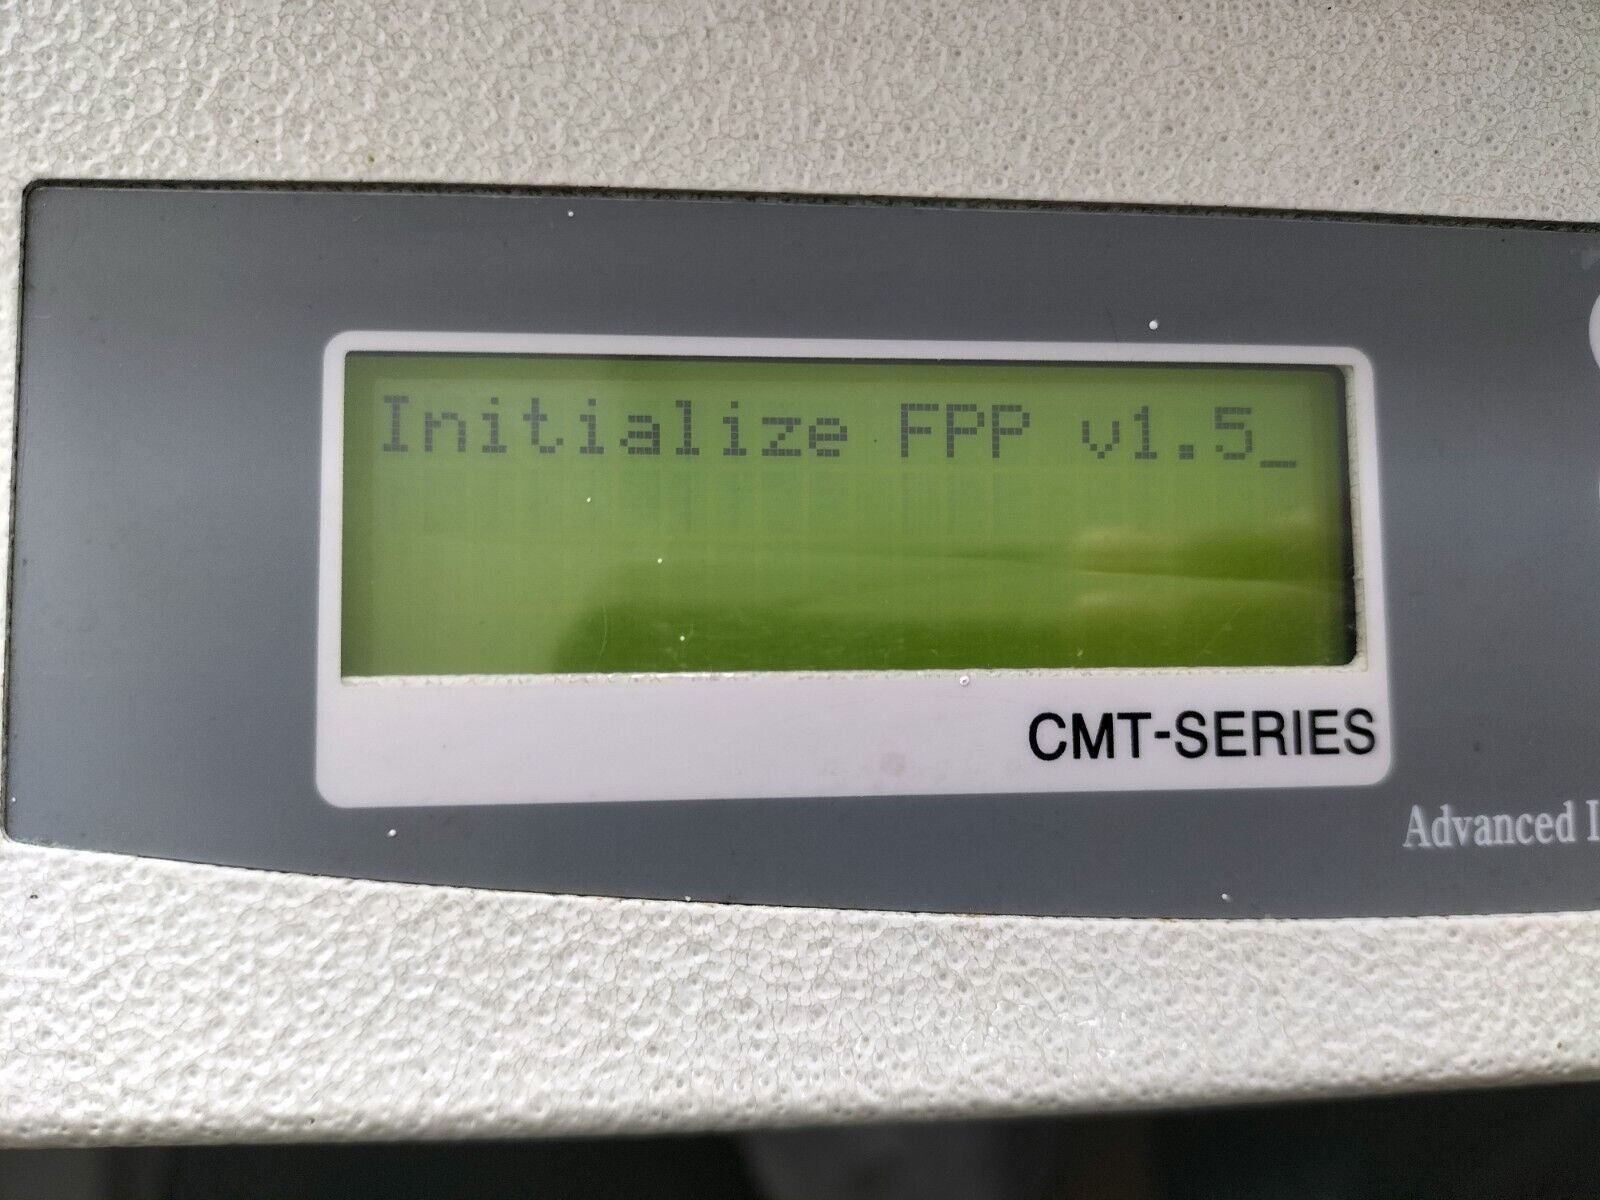 Initialize FPP v1.5_
CMT-SERIES
Advanced